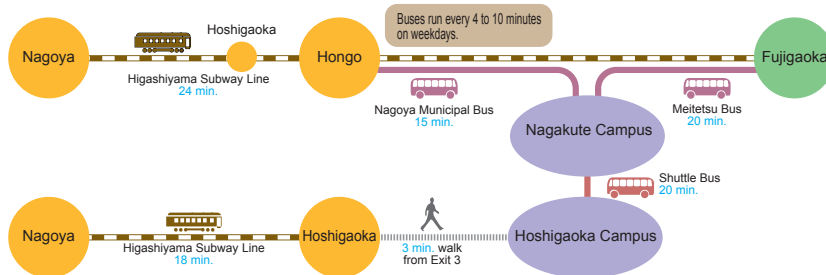 Buses run every 4 to 10 minutes
on weekdays.
Hoshigaoka
Nagoya
Hongo
Fujigaoka
Higashiyama Subway Line
24 min.
Nagoya Municipal Bus
15 min.
Meitetsu Bus
20 min.
Nagakute Campus
Shuttle Bus
20 min.
Nagoya
Higashiyama Subway Line
18 min.
Hoshigaoka
3 min. walk
from Exit 3
Hoshigaoka Campus